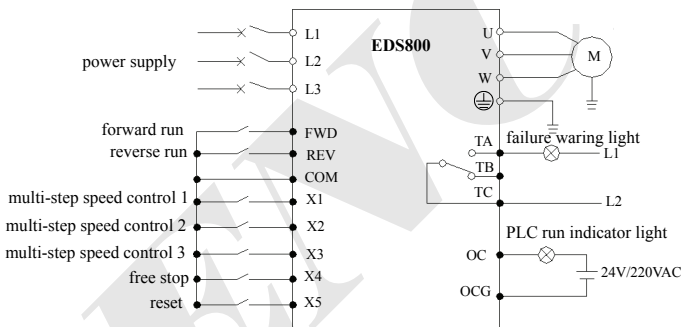 EDS800
L1
power supply
L2
L3
forward run
FWD
reverse run
REV
COM
multi-step speed control 1
X1
multi-step speed control 2
X2
multi-step speed control 3
X3
free stop
X4
reset
X5
U
V
W
M
TA
failure waring light
L1
TB
TC
L2
PLC run indicator light
OC
24V/220VAC
OCG
ENC